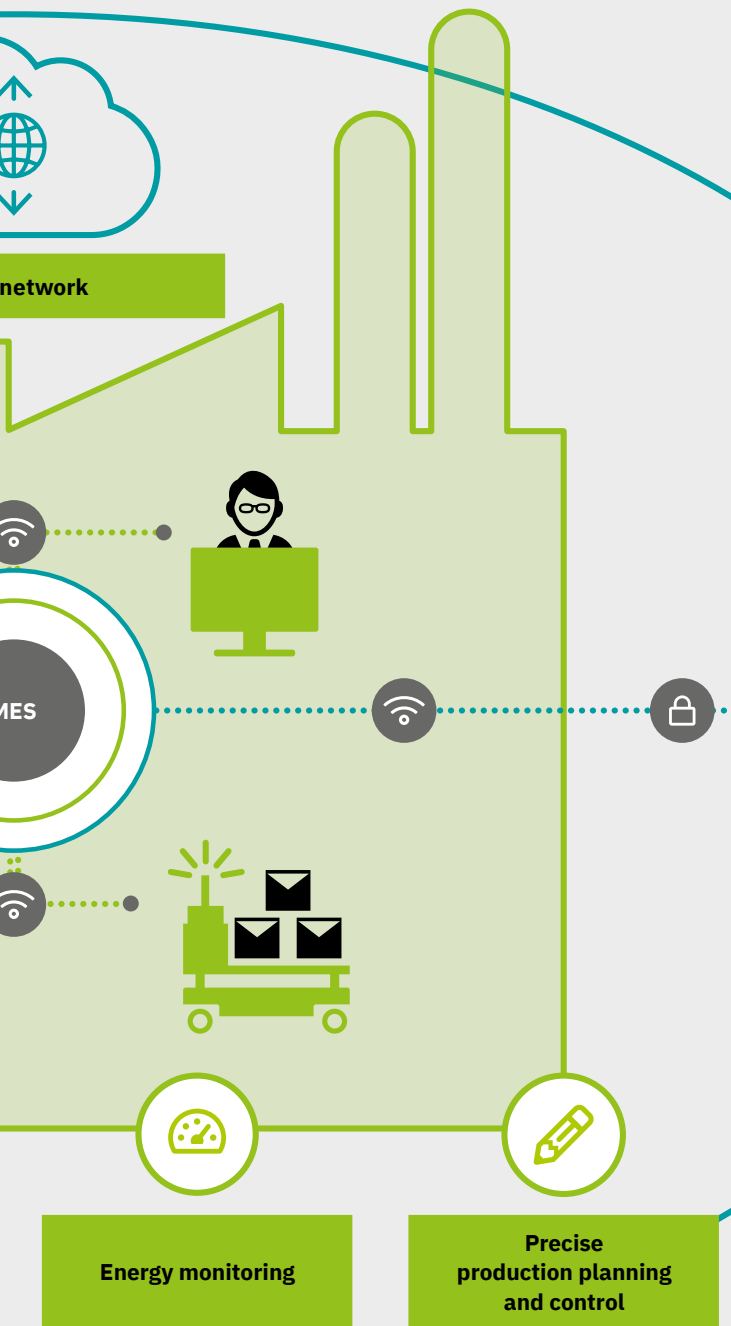 network
MES
Energy monitoring
Precise
production planning
and control